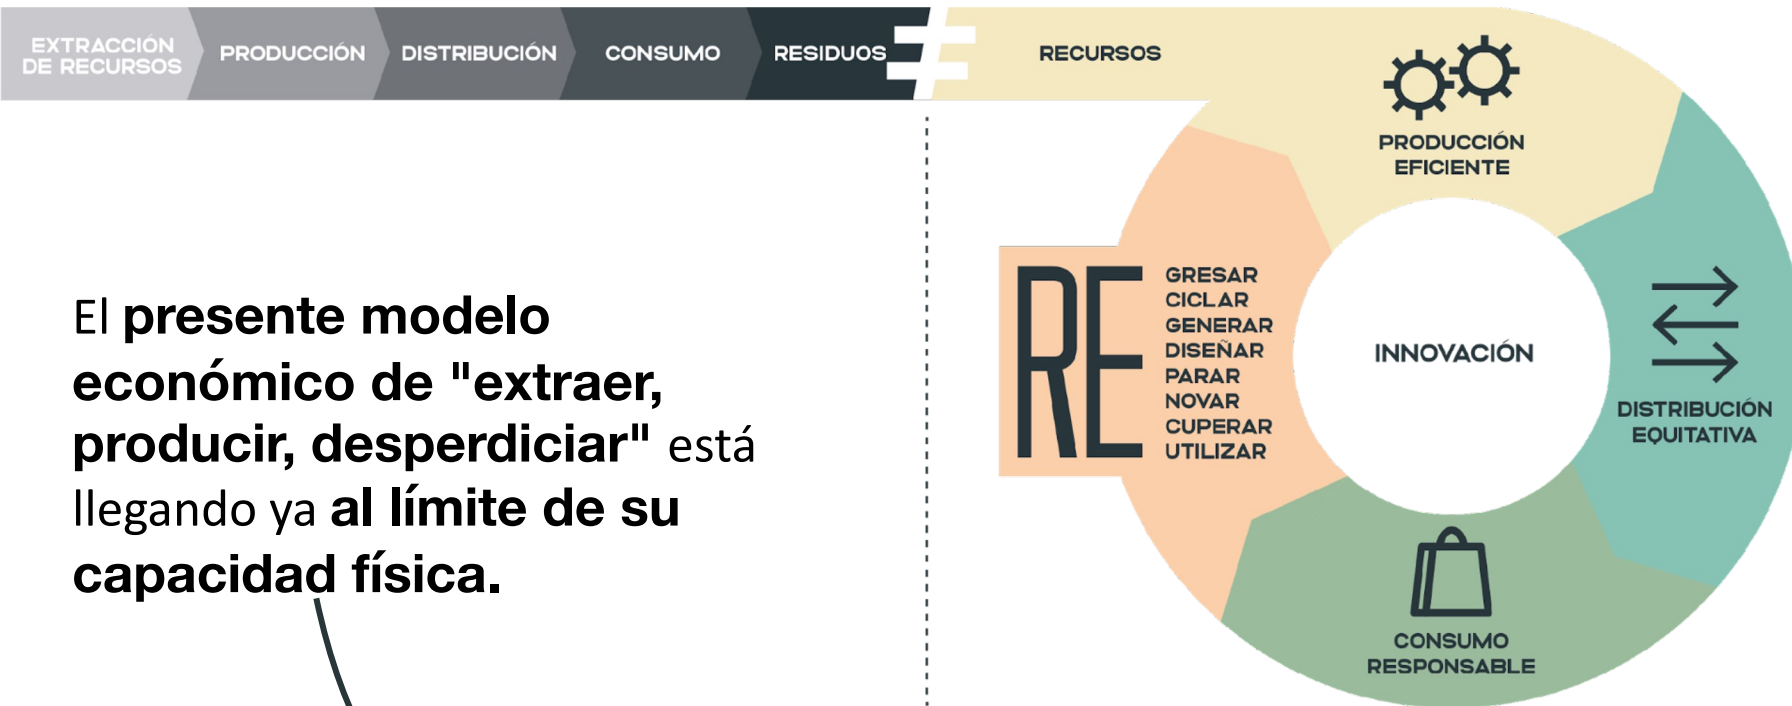 EXTRACCIÓN
DE RECURSOS
PRODUCCIÓN
DISTRIBUCIÓN
CONSUMO
RESIDUOS
≠
RECURSOS
El presente modelo
económico de "extraer,
producir, desperdiciar" está
llegando ya al límite de su
capacidad física.
PRODUCCIÓN
EFICIENTE
DISTRIBUCIÓN
EQUITATIVA
CONSUMO
RESPONSABLE
RE
GRESAR
CICLAR
GENERAR
DISEÑAR
PARAR
NOVAR
CUPERAR
UTILIZAR
INNOVACIÓN